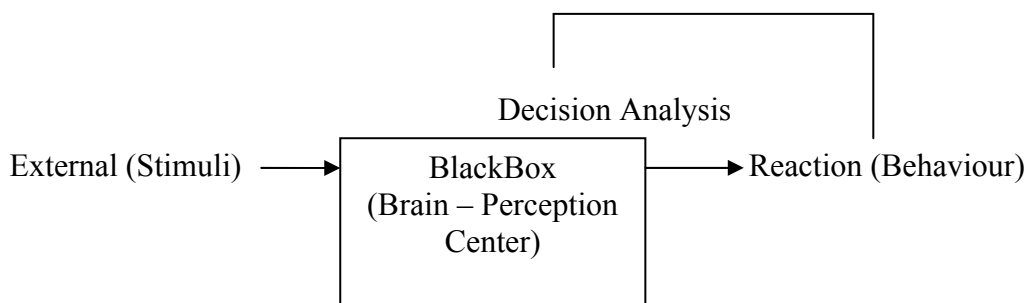 Decision Analysis
External (Stimuli)
BlackBox
(Brain – Perception
Center)
Reaction (Behaviour)